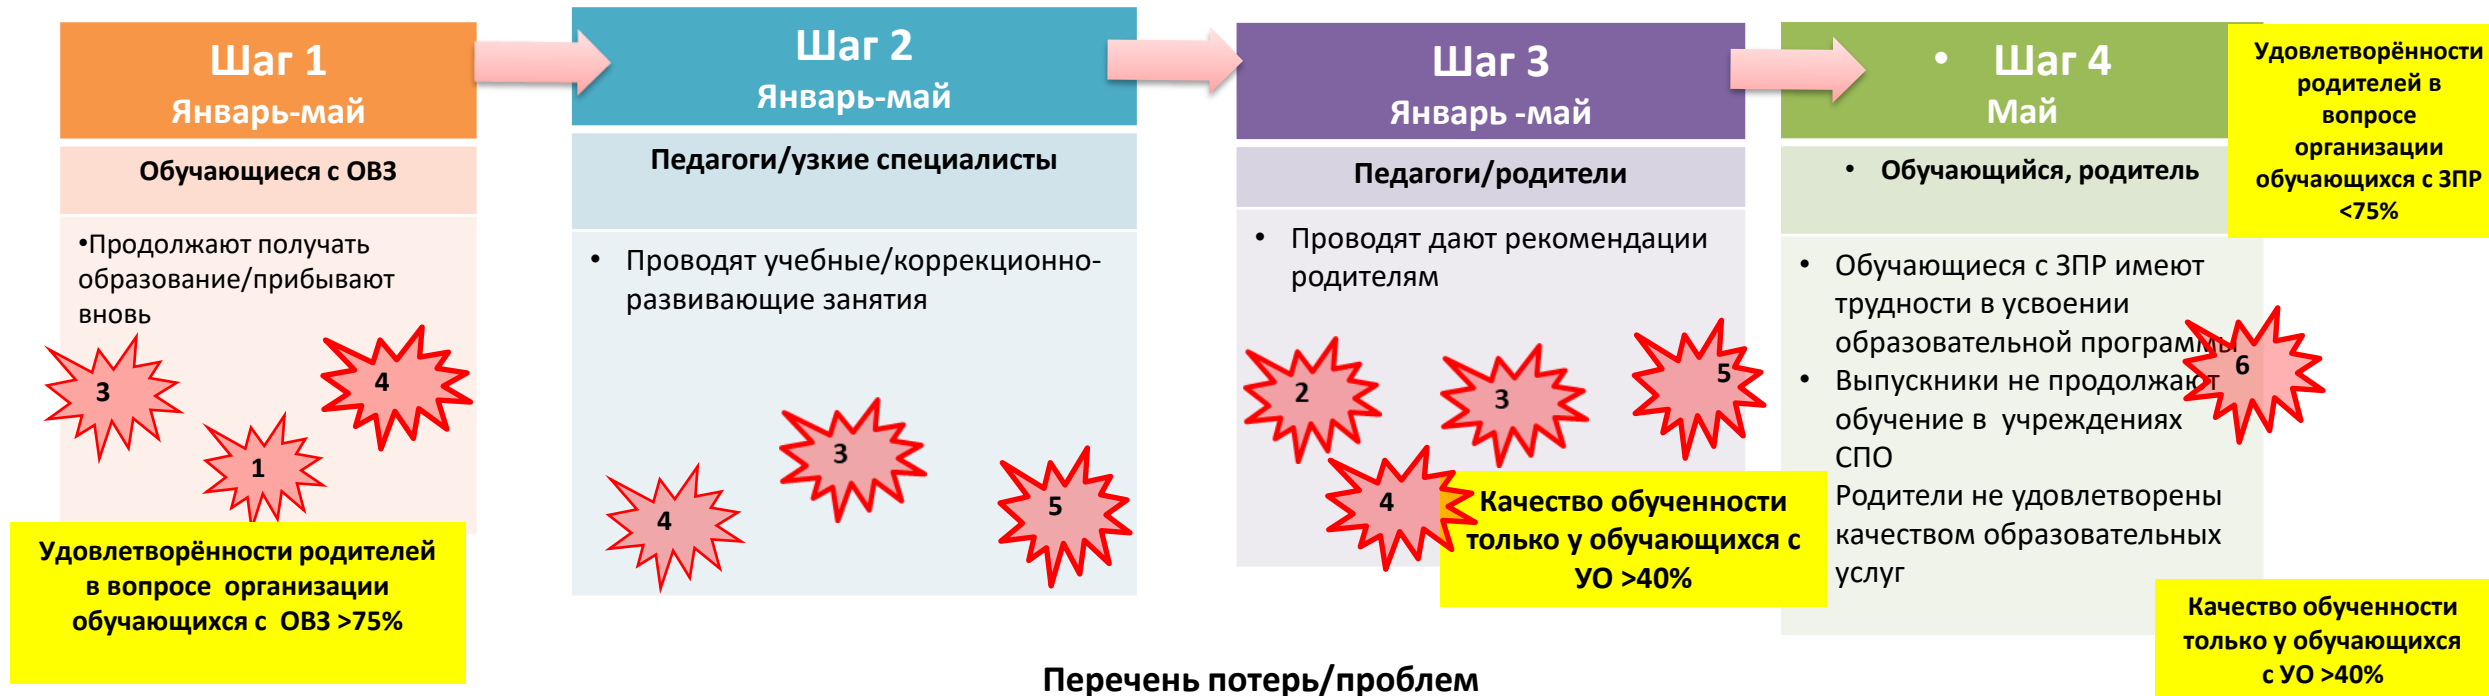 Шаг 1
Январь-май
Обучающиеся с ОВЗ
•Продолжают получать
образование/прибывают
вновь
3
4
1
Удовлетворённости родителей
в вопросе организации
обучающихся с ОВЗ >75%
Шаг 2
Январь-май
Педагоги/узкие специалисты
• Проводят учебные/коррекционно-
развивающие занятия
3
4
5
Шаг 3
Январь -май
Педагоги/родители
• Проводят дают рекомендации
родителям
2
3
5
4
Качество обученности
только у обучающихся с
УО >40%
• Шаг 4
Май
• Обучающийся, родитель
• Обучающиеся с ЗПР имеют
трудности в усвоении
образовательной программы
• Выпускники не продолжают
обучение в учреждениях
СПО
Родители не удовлетворены
качеством образовательных
услуг
6
Удовлетворённости
родителей в
вопросе
организации
обучающихся с ЗПР
<75%
Качество обученности
только у обучающихся
с УО >40%
Перечень потерь/проблем